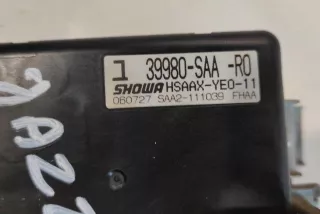 1 39980-SAA -R0
SHOWA HSAAX-YE0-11
060727 SAA2-111039 FHAA
JAZZ